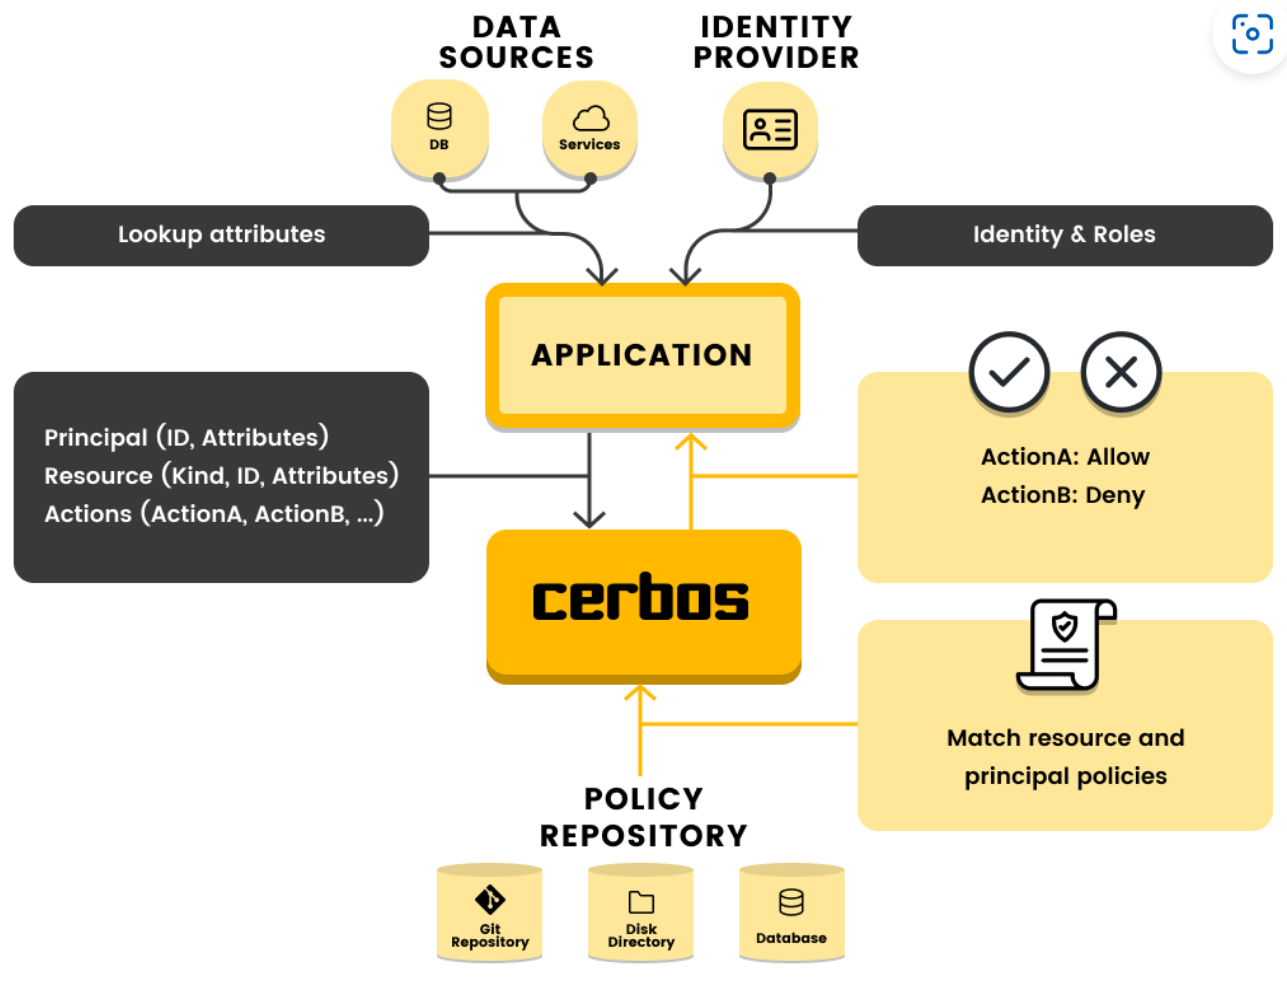 DATA
SOURCES
IDENTITY
PROVIDER
DB
Services
Lookup attributes
Identity & Roles
APPLICATION
Principal (ID, Attributes)
Resource (Kind, ID, Attributes)
Actions (ActionA, ActionB, ...)
ActionA: Allow
ActionB: Deny
cerbos
Match resource and
principal policies
POLICY
REPOSITORY
Git
Repository
Disk
Directory
Database